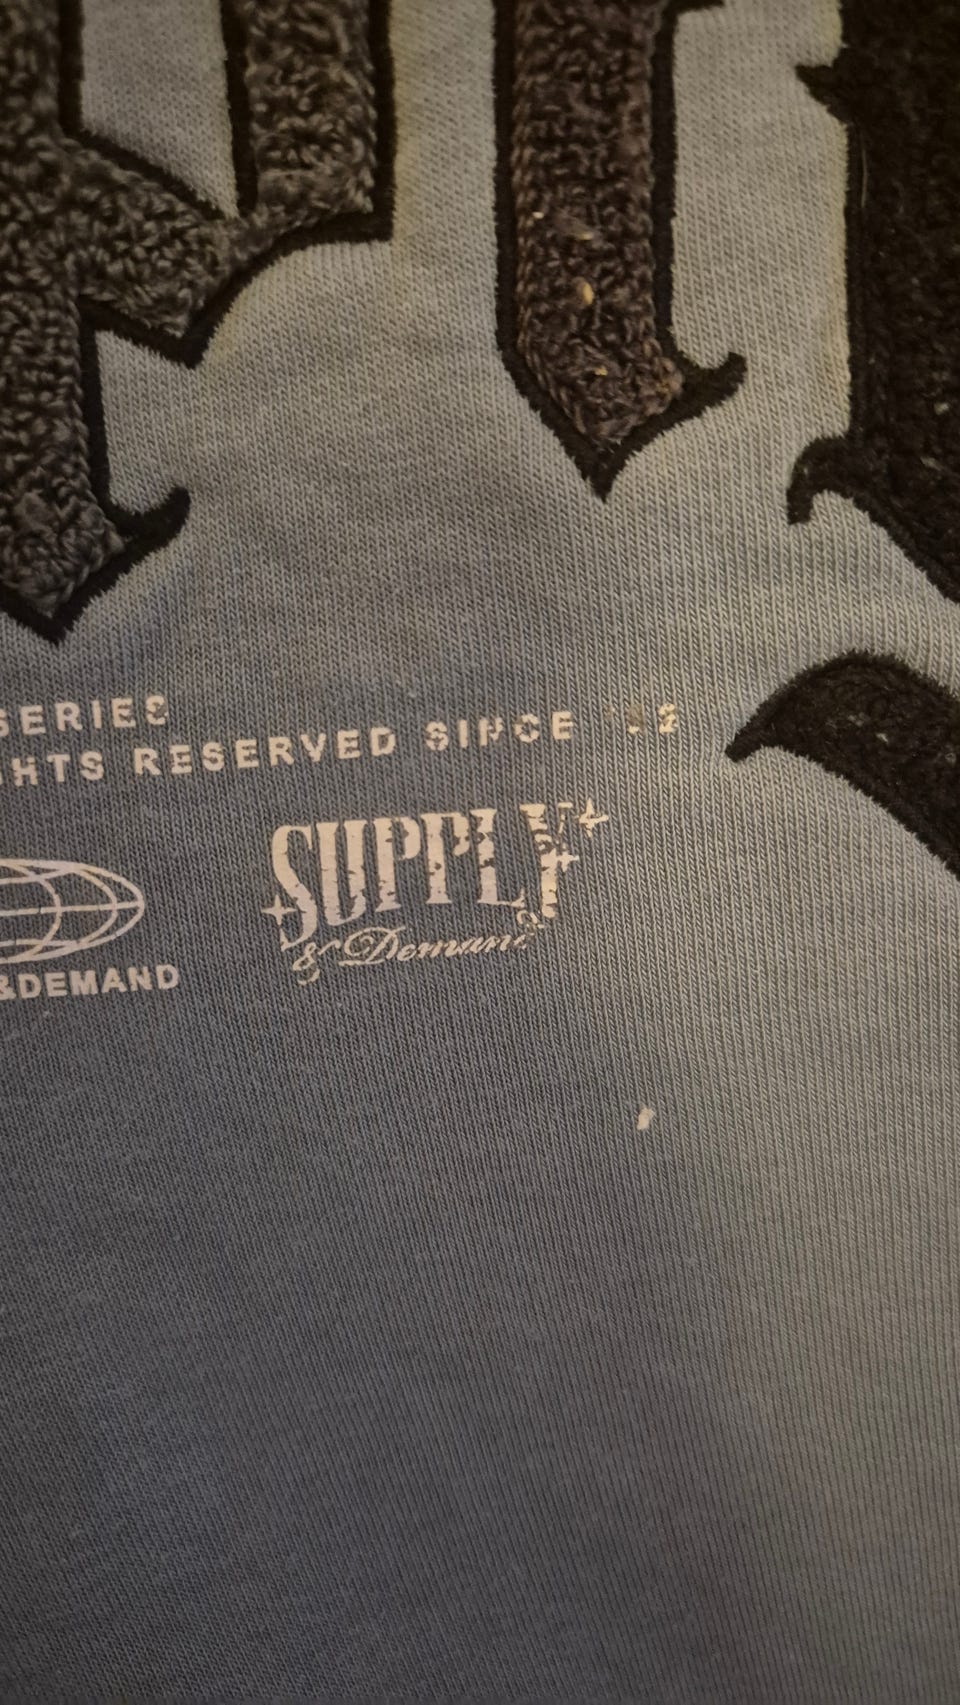 SERIES
HTS RESERVED SINCE
SUPPLY
& Demand
&DEMAND